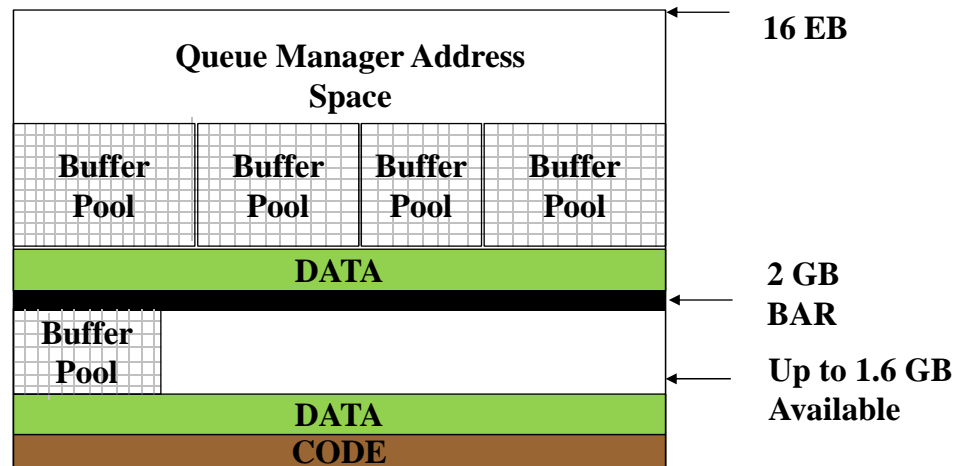 16 EB
Queue Manager Address
Space
Buffer
Pool
Buffer
Pool
Buffer
Pool
Buffer
Pool
DATA
2 GB
BAR
Buffer
Pool
Up to 1.6 GB
Available
DATA
CODE